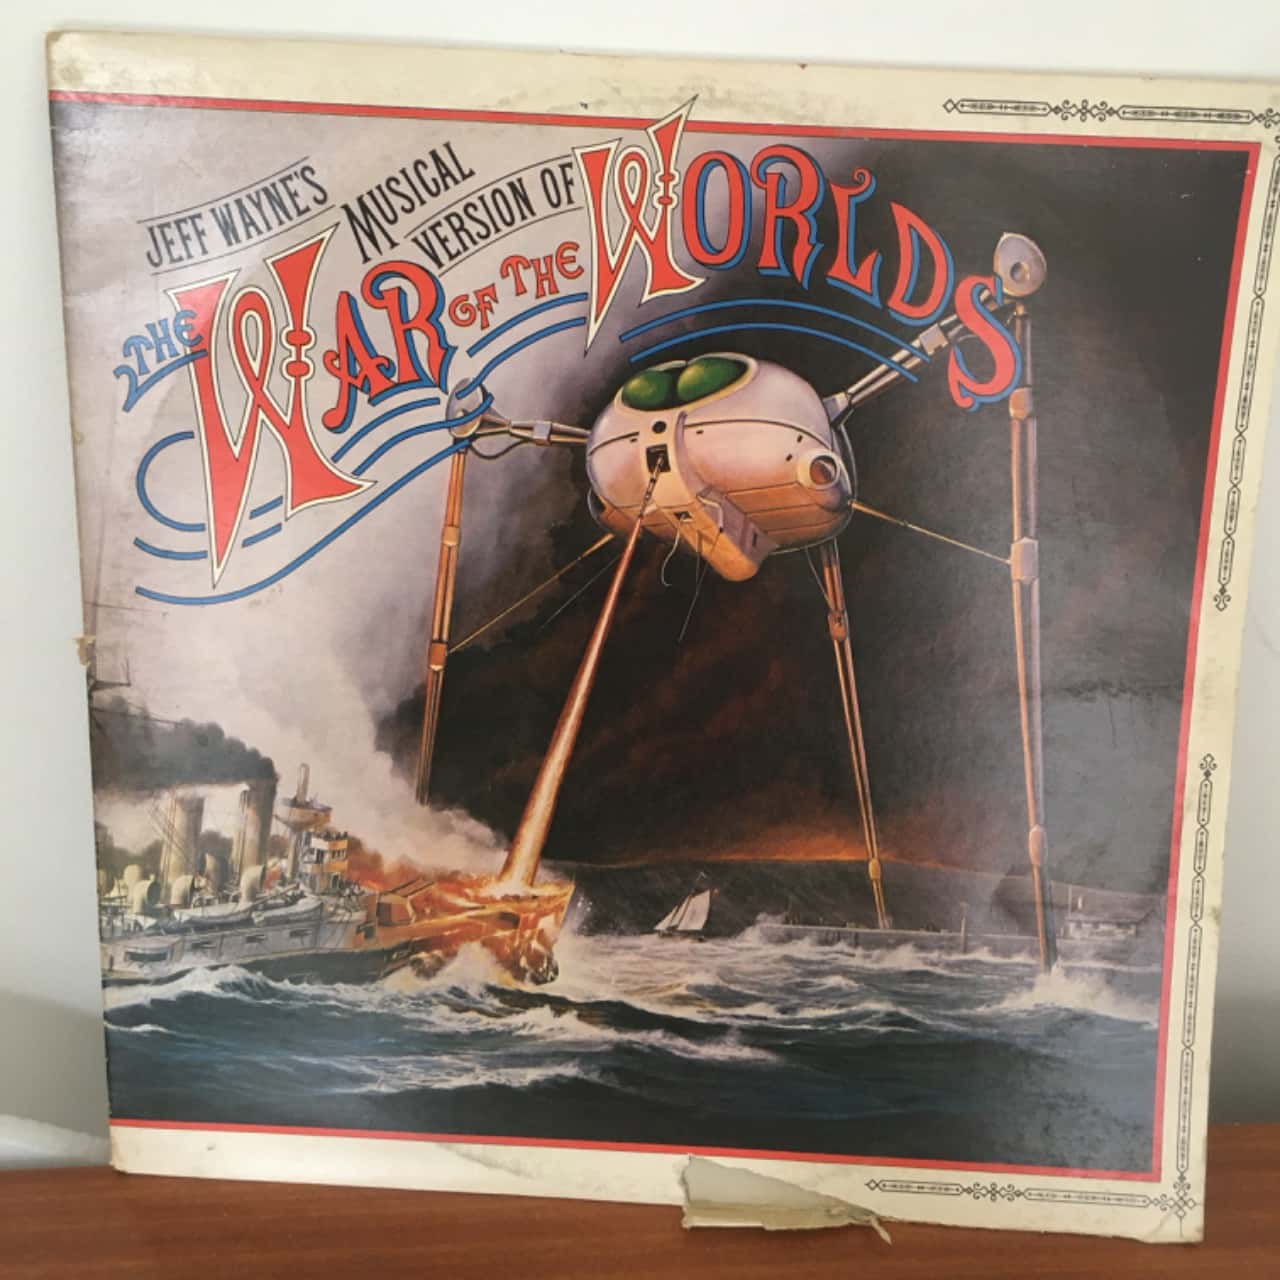 JEFF WAYNE'S
MUSICAL
VERSION OF
THE WAR OF THE WORLDS